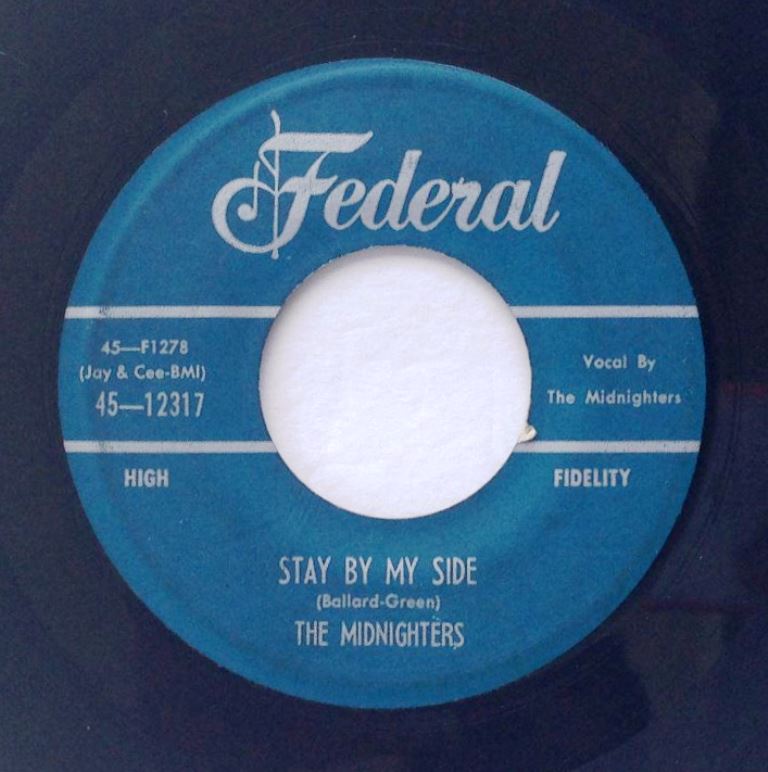 Federal
45—F1278
(Jay & Cee-BMI)
45—12317
Vocal By
The Midnighters
HIGH
FIDELITY
STAY BY MY SIDE
(Ballard-Green)
THE MIDNIGHTERS